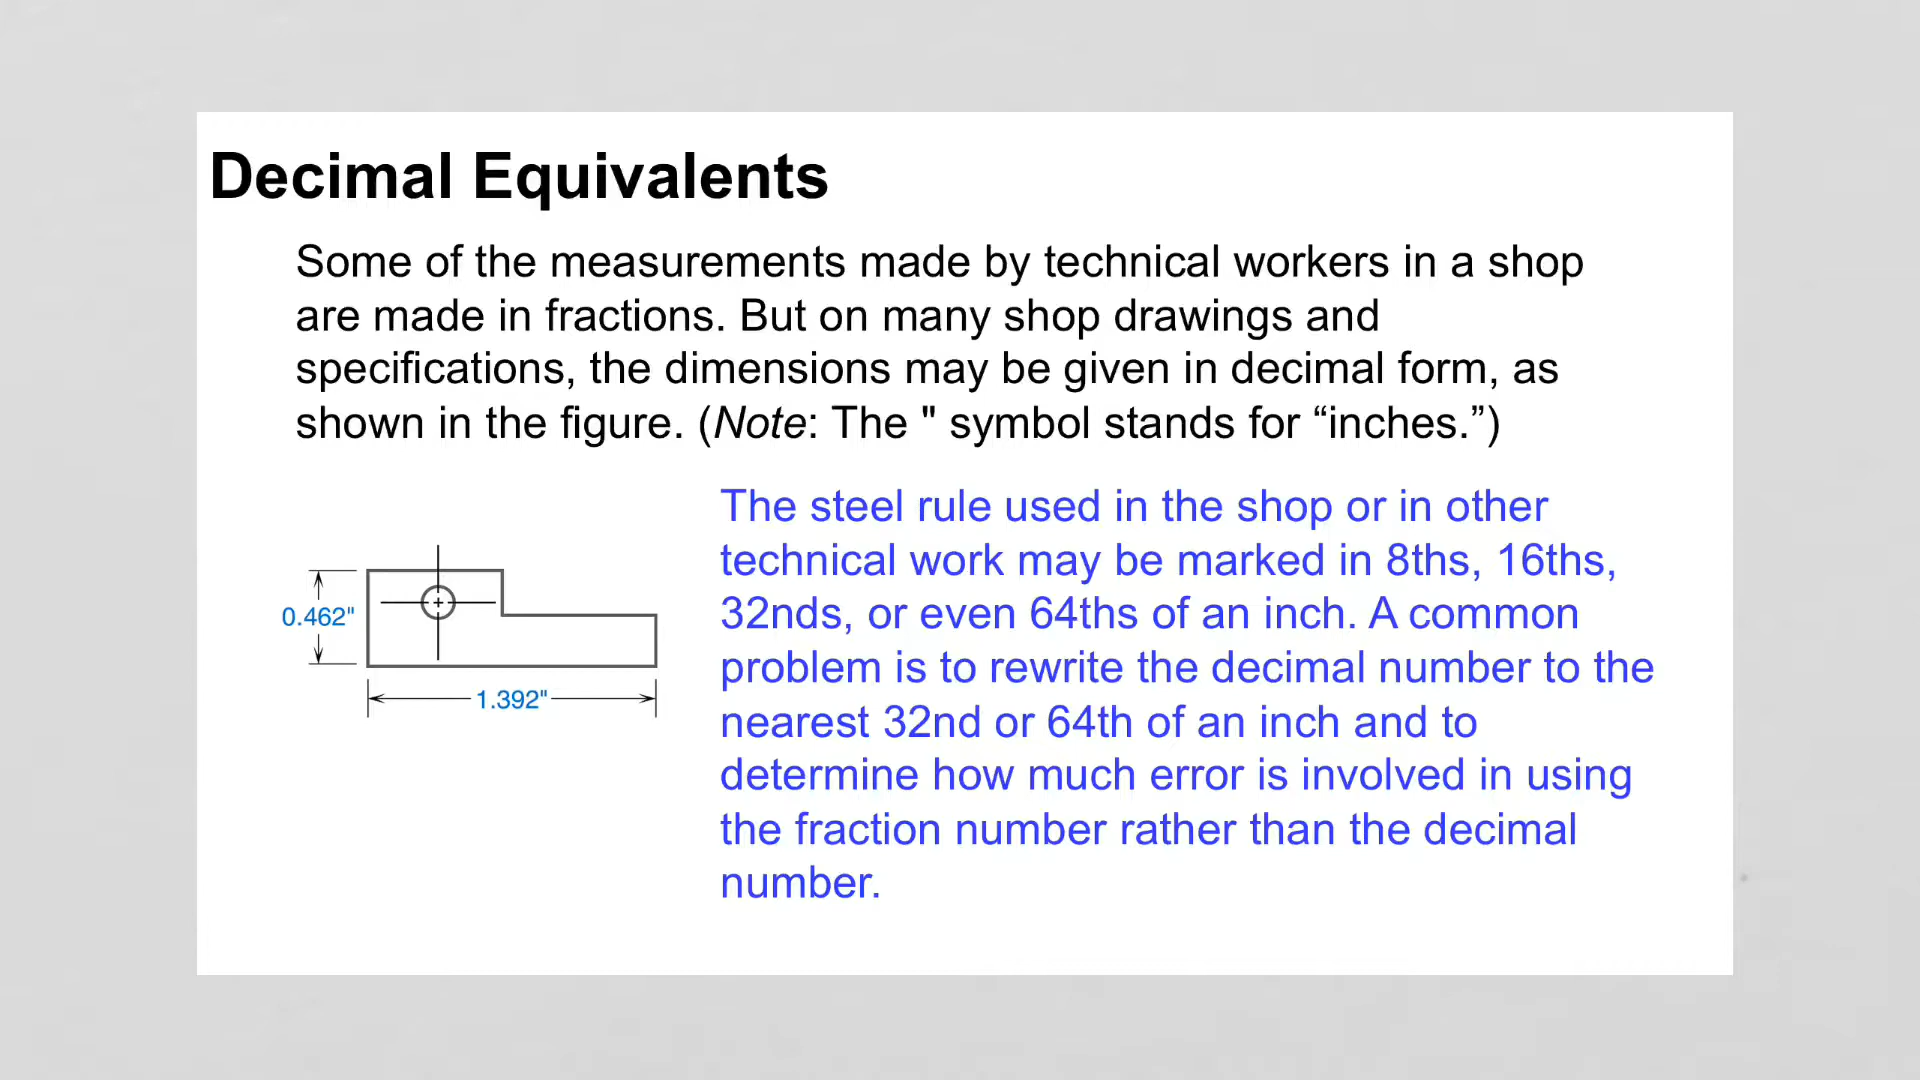 Decimal Equivalents
Some of the measurements made by technical workers in a shop
are made in fractions. But on many shop drawings and
specifications, the dimensions may be given in decimal form, as
shown in the figure. (Note: The " symbol stands for “inches.”)
The steel rule used in the shop or in other
technical work may be marked in 8ths, 16ths,
32nds, or even 64ths of an inch. A common
problem is to rewrite the decimal number to the
nearest 32nd or 64th of an inch and to
determine how much error is involved in using
the fraction number rather than the decimal
number.
0.462"
1.392"